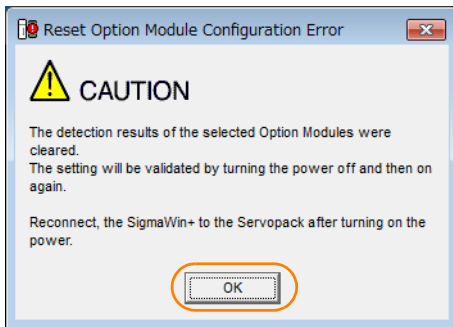 Reset Option Module Configuration Error
CAUTION
The detection results of the selected Option Modules were
cleared.
The setting will be validated by turning the power off and then on
again.
Reconnect, the SigmaWin+ to the Servopack after turning on the
power.
OK